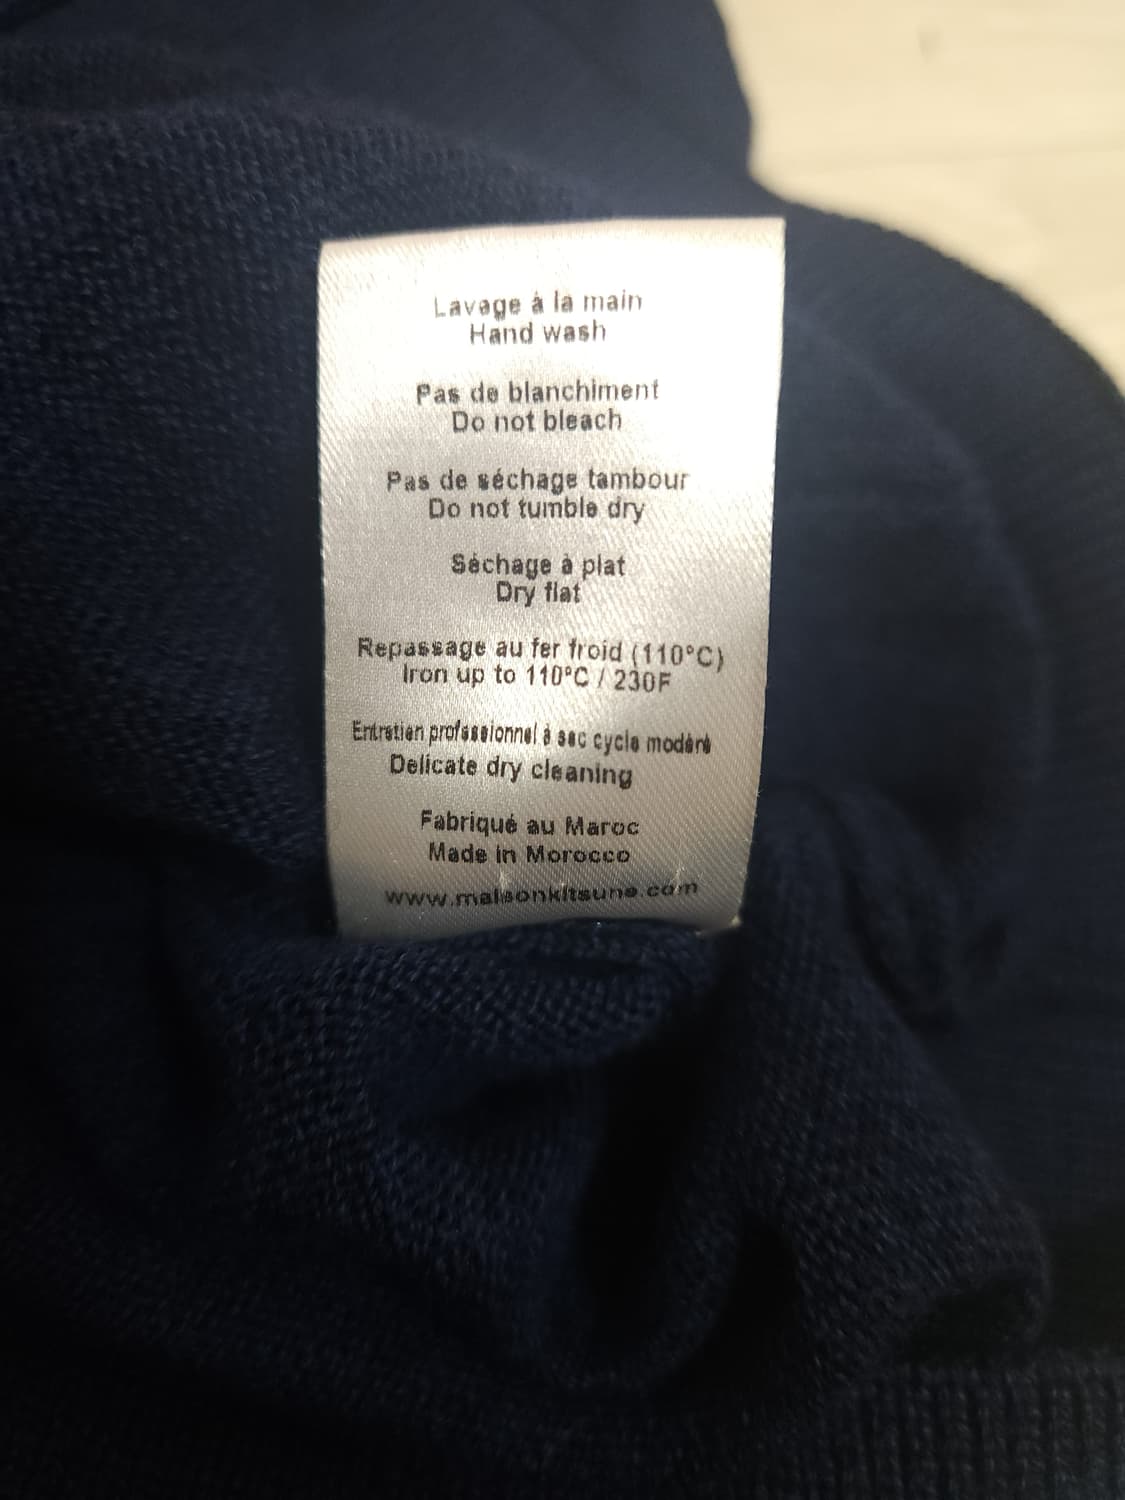 Lavage à la main
Hand wash
Pas de blanchiment
Do not bleach
Pas de séchage tambour
Do not tumble dry
Séchage à plat
Dry flat
Repassage au fer froid (110°C)
Iron up to 110°C / 230F
Entretien professionnel à sec cycle modéré
Delicate dry cleaning
Fabriqué au Maroc
Made in Morocco
www.maisonkitsune.com